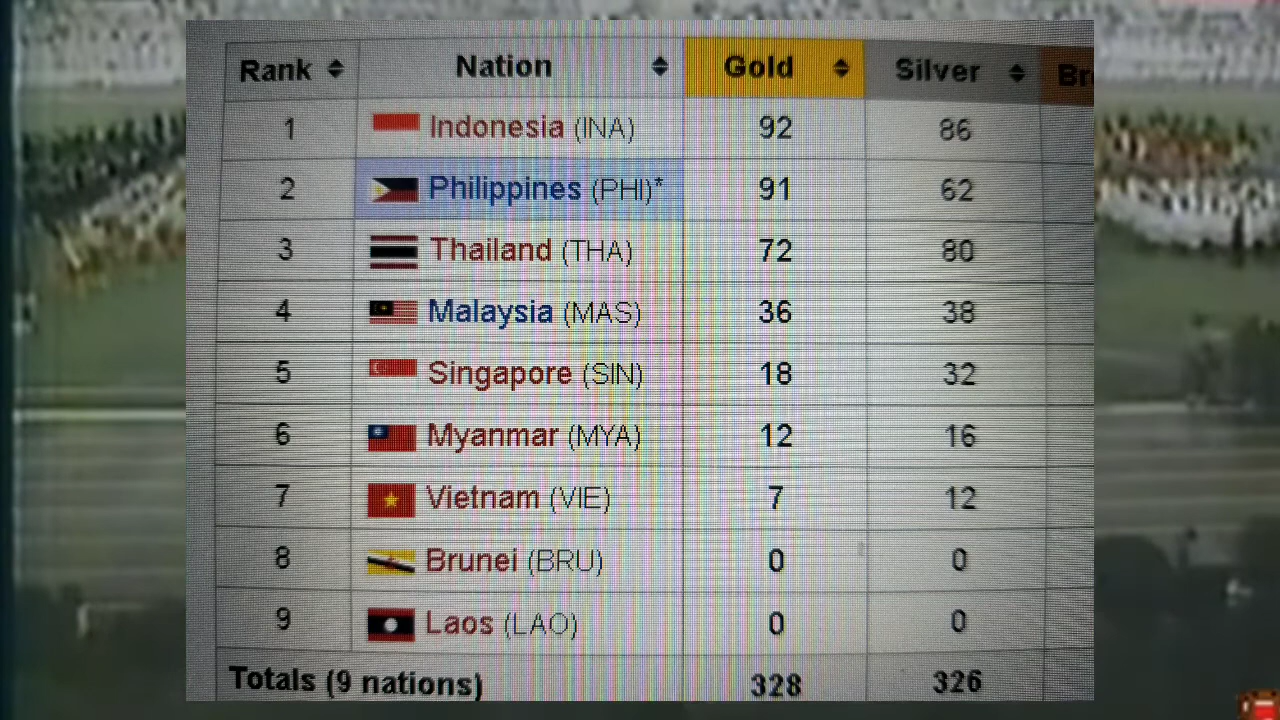 Rank Nation Gold Silver
1 Indonesia (INA) 92 86
2 Philippines (PHI)* 91 62
3 Thailand (THA) 72 80
4 Malaysia (MAS) 36 38
5 Singapore (SIN) 18 32
6 Myanmar (MYA) 12 16
7 Vietnam (VIE) 7 12
8 Brunei (BRU) 0 0
9 Laos (LAO) 0 0
Totals (9 nations) 328 326